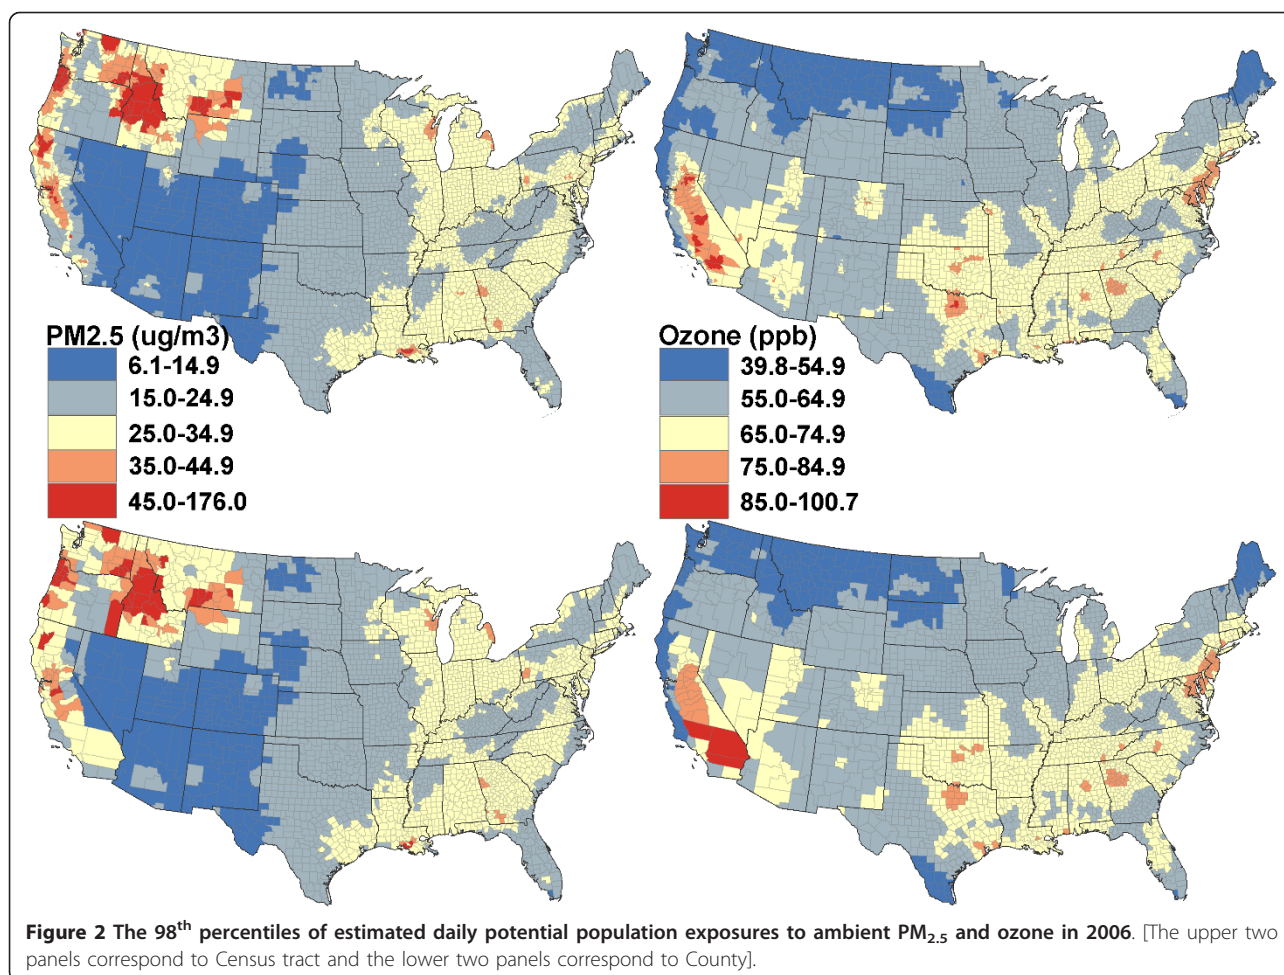 PM2.5 (ug/m3)
6.1-14.9
15.0-24.9
25.0-34.9
35.0-44.9
45.0-176.0
Ozone (ppb)
39.8-54.9
55.0-64.9
65.0-74.9
75.0-84.9
85.0-100.7
Figure 2 The 98th percentiles of estimated daily potential population exposures to ambient PM2.5 and ozone in 2006. [The upper two
panels correspond to Census tract and the lower two panels correspond to County].